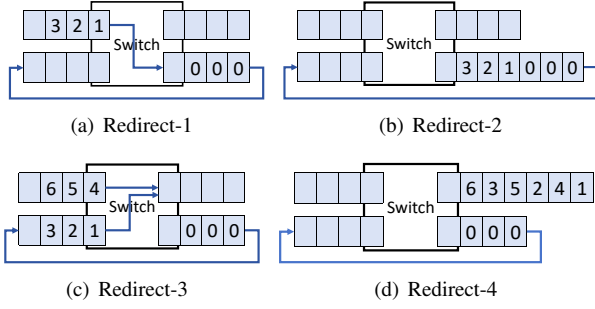 3 2 1
Switch
0 0 0
(a) Redirect-1
Switch
3 2 1 0 0 0
(b) Redirect-2
6 5 4
Switch
3 2 1
0 0 0
(c) Redirect-3
6 3 5 2 4 1
Switch
0 0 0
(d) Redirect-4